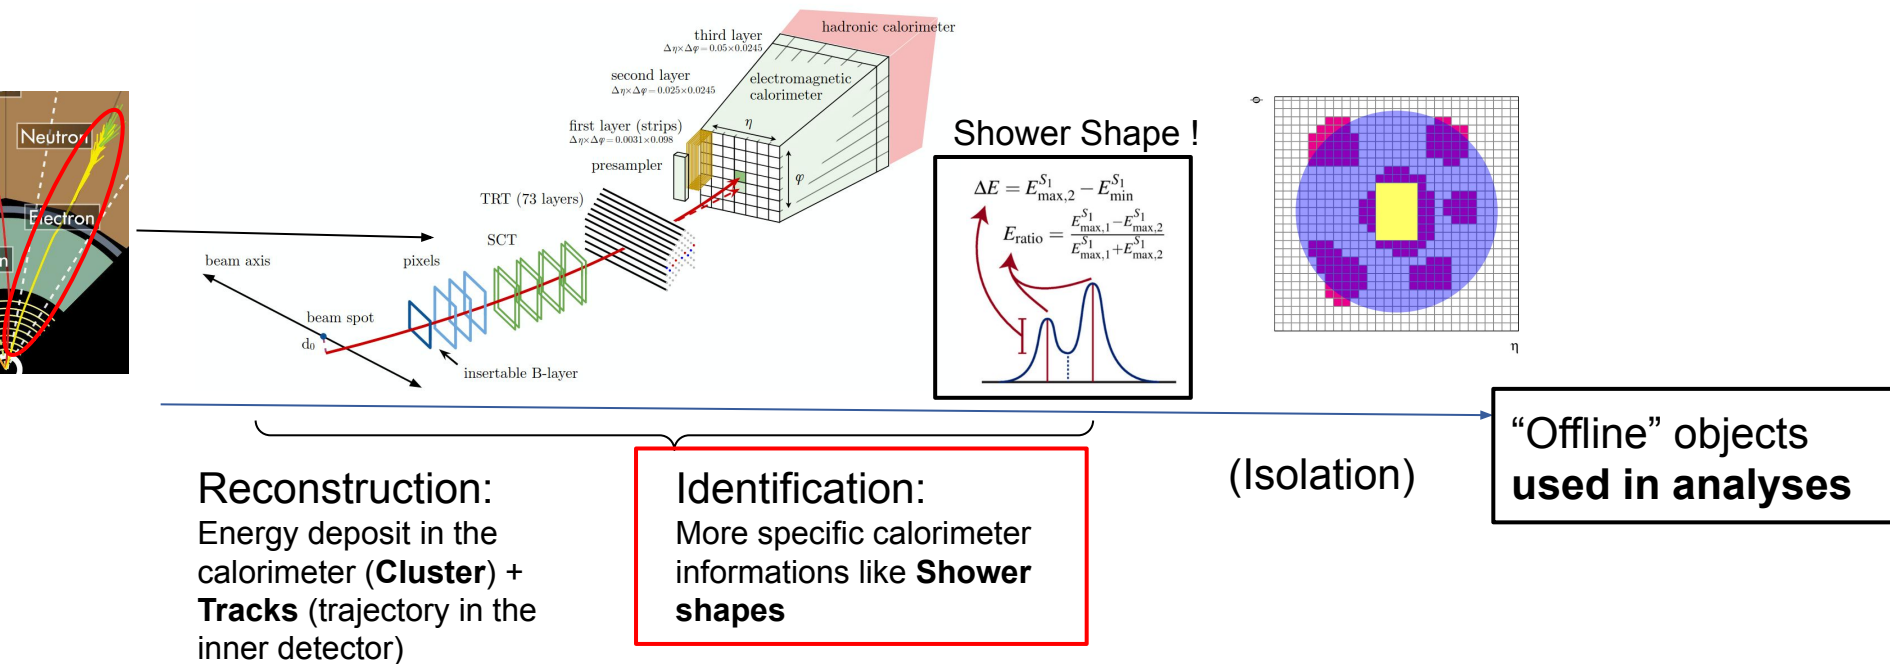 Neutron
Electron
n
hadronic calorimeter
third layer
Δη×Δφ=0.05×0.0245
second layer
Δη×Δφ=0.025×0.0245
electromagnetic
calorimeter
first layer (strips)
Δη×Δφ=0.0031×0.098
η
presampler
φ
TRT (73 layers)
SCT
pixels
beam axis
beam spot
d₀
insertable B-layer
Shower Shape !
ΔE = E^{S₁}_{max,2} − E^{S₁}_{min}
E_{ratio} = (E^{S₁}_{max,1} − E^{S₁}_{max,2}) / (E^{S₁}_{max,1} + E^{S₁}_{max,2})
ϕ
η
Reconstruction:
Energy deposit in the
calorimeter (Cluster) +
Tracks (trajectory in the
inner detector)
Identification:
More specific calorimeter
informations like Shower
shapes
(Isolation)
“Offline” objects
used in analyses